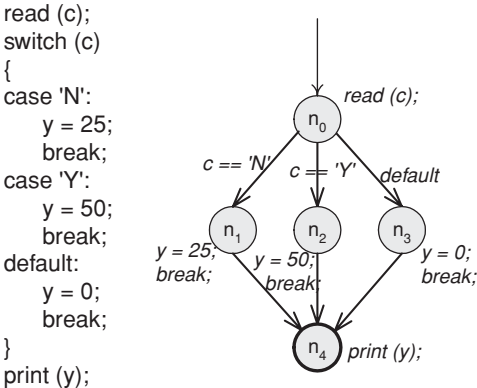 read (c);
switch (c)
{
case 'N':
y = 25;
break;
case 'Y':
y = 50;
break;
default:
y = 0;
break;
}
print (y);
read (c);
n0
c == 'N'
c == 'Y'
default
n1
n2
n3
y = 25;
break;
y = 50;
break;
y = 0;
break;
n4
print (y);